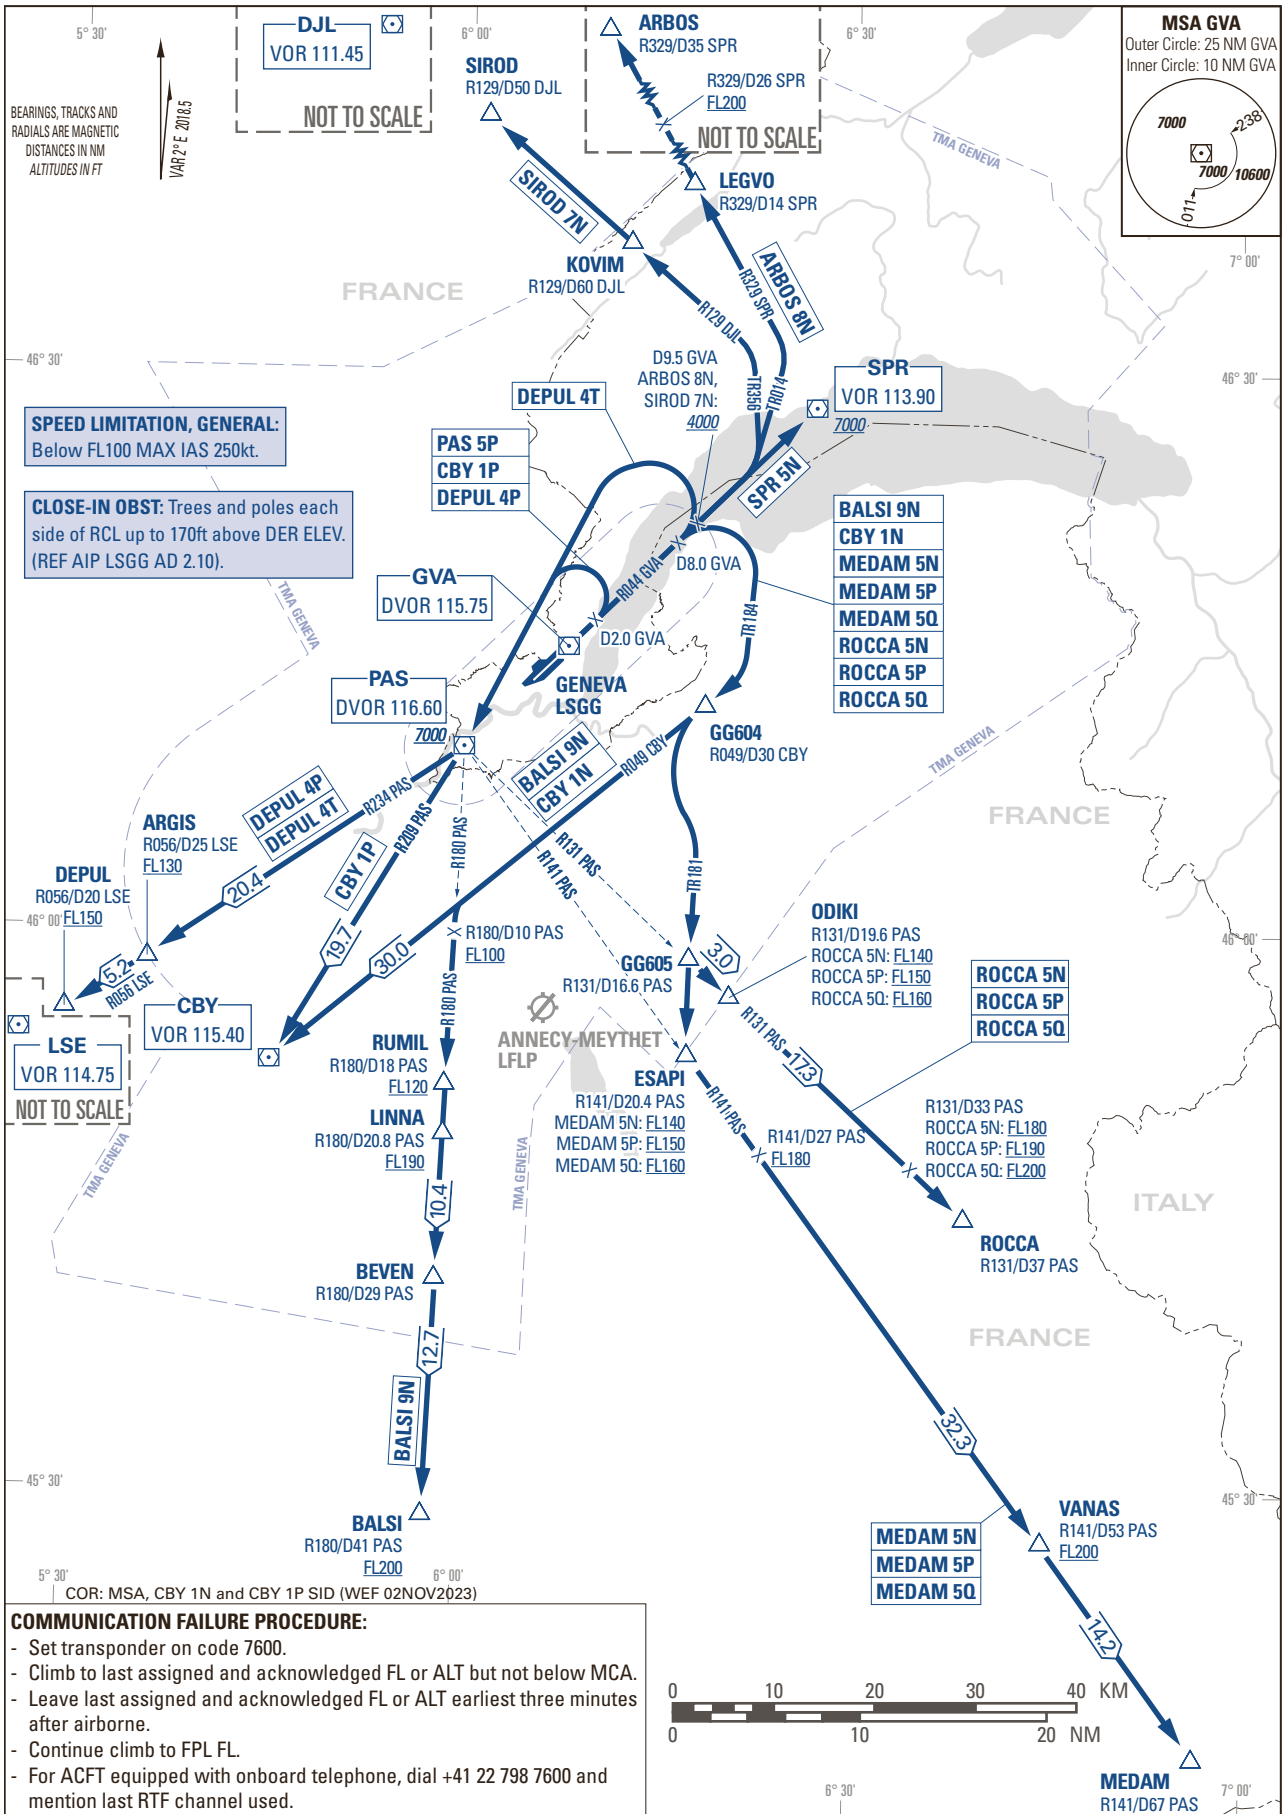 5° 30'
DJL
VOR 111.45
NOT TO SCALE
6° 00'
SIROD
R129/D50 DJL
ARBOS
R329/D35 SPR
R329/D26 SPR
FL200
NOT TO SCALE
6° 30'
MSA GVA
Outer Circle: 25 NM GVA
Inner Circle: 10 NM GVA
7000
238°
7000
10600
011°
BEARINGS, TRACKS AND
RADIALS ARE MAGNETIC
DISTANCES IN NM
ALTITUDES IN FT
VAR 2° E 2018.5
TMA GENEVA
SIROD 7N
LEGVO
R329/D14 SPR
KOVIM
R129/D60 DJL
FRANCE
7° 00'
R329 SPR
ARBOS 8N
R129 DJL
46° 30'
46° 30'
D9.5 GVA
ARBOS 8N,
SIROD 7N:
4000
TR356
TR014
SPR
VOR 113.90
7000
DEPUL 4T
SPEED LIMITATION, GENERAL:
Below FL100 MAX IAS 250kt.
PAS 5P
CBY 1P
DEPUL 4P
SPR 5N
CLOSE-IN OBST: Trees and poles each
side of RCL up to 170ft above DER ELEV.
(REF AIP LSGG AD 2.10).
BALSI 9N
CBY 1N
MEDAM 5N
MEDAM 5P
MEDAM 5Q
ROCCA 5N
ROCCA 5P
ROCCA 5Q
D8.0 GVA
R044 GVA
GVA
DVOR 115.75
TMA GENEVA
D2.0 GVA
TR184
PAS
DVOR 116.60
7000
GENEVA
LSGG
GG604
R049/D30 CBY
TMA GENEVA
BALSI 9N
CBY 1N
R049 CBY
FRANCE
DEPUL 4P
DEPUL 4T
R234 PAS
R209 PAS
R180 PAS
R131 PAS
R141 PAS
ARGIS
R056/D25 LSE
FL130
CBY 1P
TR181
DEPUL
R056/D20 LSE
FL150
20.4
46° 00'
46° 00'
19.7
30.0
R180/D10 PAS
FL100
ODIKI
R131/D19.6 PAS
ROCCA 5N: FL140
ROCCA 5P: FL150
ROCCA 5Q: FL160
GG605
R131/D16.6 PAS
3.0
5.2
R056 LSE
ROCCA 5N
ROCCA 5P
ROCCA 5Q
CBY
VOR 115.40
R180 PAS
ANNECY-MEYTHET
LFLP
R131 PAS
17.3
LSE
VOR 114.75
NOT TO SCALE
RUMIL
R180/D18 PAS
FL120
ESAPI
R141/D20.4 PAS
MEDAM 5N: FL140
MEDAM 5P: FL150
MEDAM 5Q: FL160
R141 PAS
LINNA
R180/D20.8 PAS
FL190
R141/D27 PAS
FL180
R131/D33 PAS
ROCCA 5N: FL180
ROCCA 5P: FL190
ROCCA 5Q: FL200
TMA GENEVA
TMA GENEVA
10.4
ITALY
ROCCA
R131/D37 PAS
BEVEN
R180/D29 PAS
12.7
FRANCE
BALSI 9N
32.3
45° 30'
45° 30'
BALSI
R180/D41 PAS
FL200
VANAS
R141/D53 PAS
FL200
MEDAM 5N
MEDAM 5P
MEDAM 5Q
5° 30'
6° 00'
COR: MSA, CBY 1N and CBY 1P SID (WEF 02NOV2023)
14.2
COMMUNICATION FAILURE PROCEDURE:
- Set transponder on code 7600.
- Climb to last assigned and acknowledged FL or ALT but not below MCA.
- Leave last assigned and acknowledged FL or ALT earliest three minutes
after airborne.
- Continue climb to FPL FL.
- For ACFT equipped with onboard telephone, dial +41 22 798 7600 and
mention last RTF channel used.
0 10 20 30 40 KM
0 10 20 NM
MEDAM
R141/D67 PAS
6° 30'
7° 00'